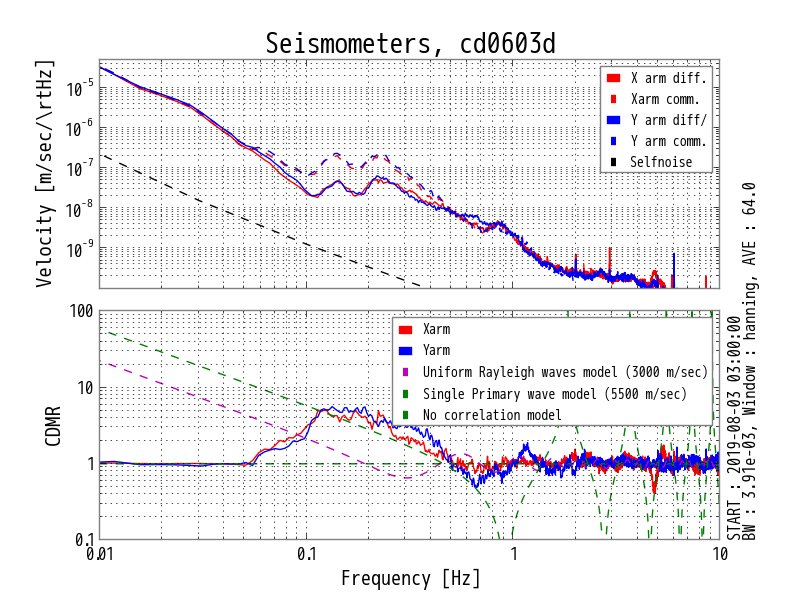 Seismometers, cd0603d
Velocity [m/sec/\rtHz]
10^-5
10^-6
10^-7
10^-8
10^-9
X arm diff.
Xarm comm.
Y arm diff/
Y arm comm.
Selfnoise
CDMR
100
10
1
0.1
Xarm
Yarm
Uniform Rayleigh waves model (3000 m/sec)
Single Primary wave model (5500 m/sec)
No correlation model
0.01 0.1 1 10
Frequency [Hz]
START : 2019-08-03 03:00:00
BW : 3.91e-03, Window : hanning, AVE : 64.0